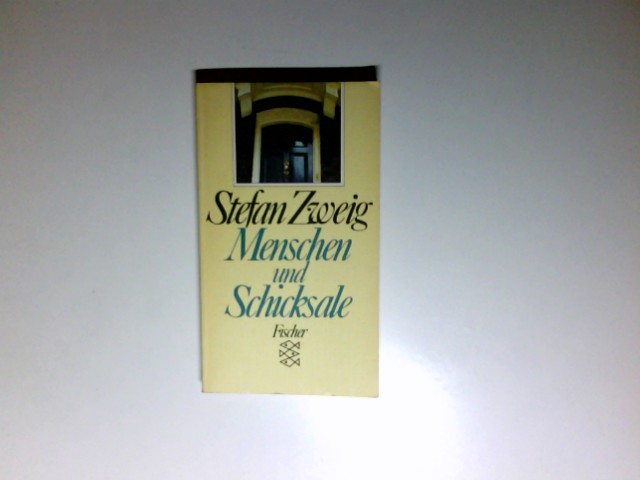 Stefan Zweig
Menschen
und
Schicksale
Fischer